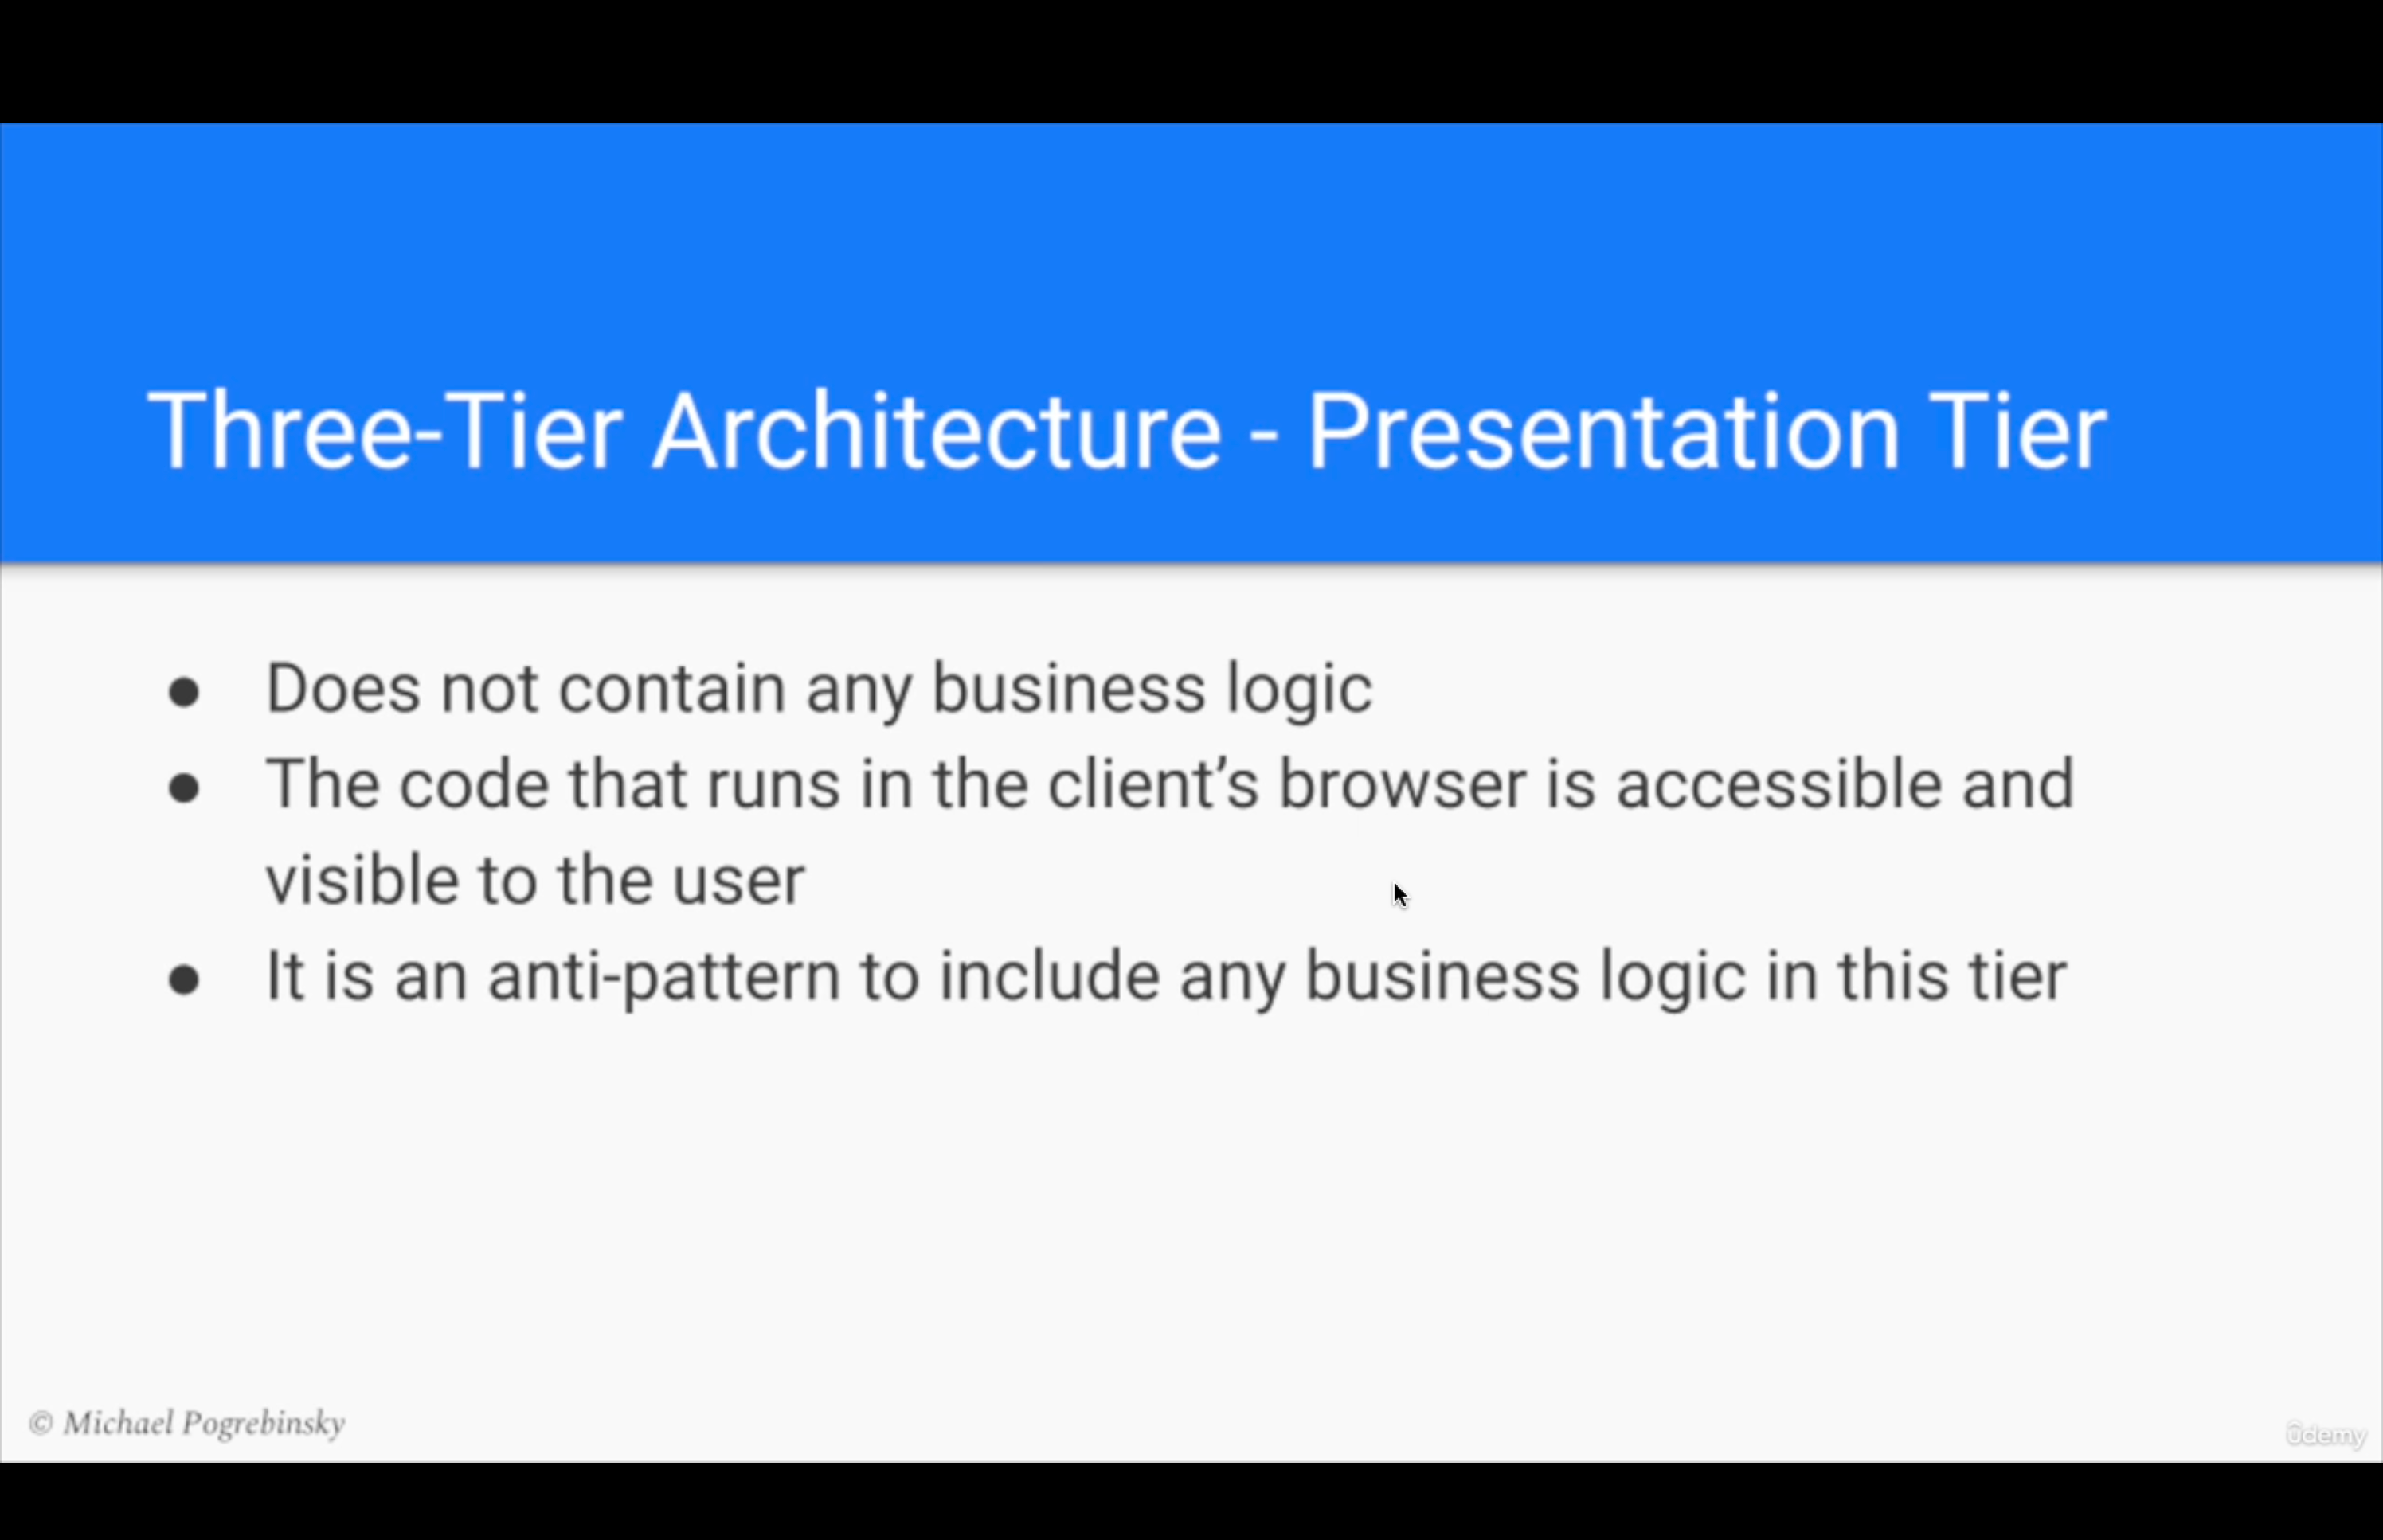 Three-Tier Architecture - Presentation Tier
● Does not contain any business logic
● The code that runs in the client’s browser is accessible and
visible to the user
● It is an anti-pattern to include any business logic in this tier
© Michael Pogrebinsky
ûdemy